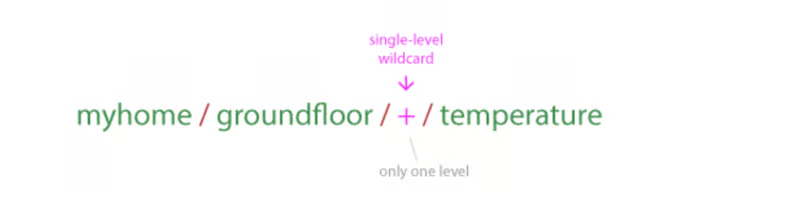 single-level
wildcard
myhome / groundfloor / + / temperature
only one level